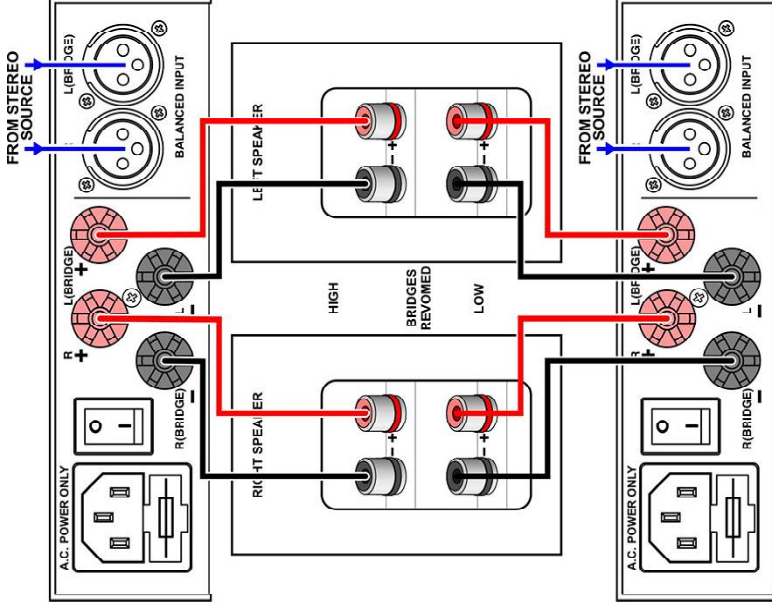 FROM STEREO
SOURCE
L(BRIDGE)
BALANCED INPUT
L(BRIDGE)
+
L
−
R
+
R(BRIDGE)
−
A.C. POWER ONLY
LEFT SPEAKER
+
−
+
−
HIGH
BRIDGES
REVOMED
LOW
RIGHT SPEAKER
+
−
+
−
FROM STEREO
SOURCE
L(BRIDGE)
BALANCED INPUT
L(BRIDGE)
+
L
−
+
R(BRIDGE)
−
A.C. POWER ONLY